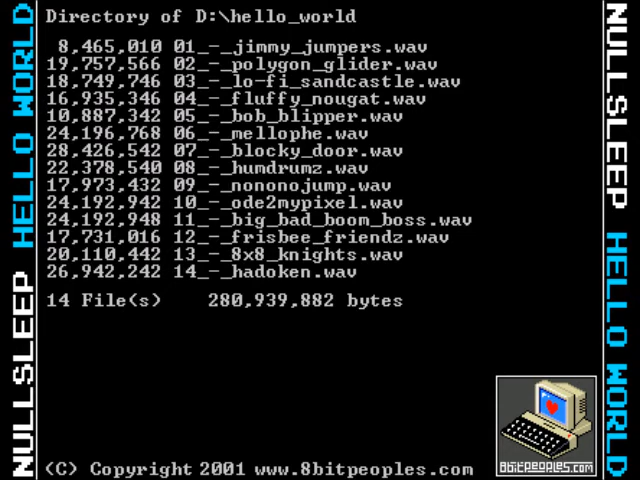 Directory of D:\hello_world
8,465,010 01_-_jimmy_jumpers.wav
19,757,566 02_-_polygon_glider.wav
18,749,746 03_-_lo-fi_sandcastle.wav
16,935,346 04_-_fluffy_nougat.wav
10,887,342 05_-_bob_blipper.wav
24,196,768 06_-_mellophe.wav
28,426,542 07_-_blocky_door.wav
22,378,540 08_-_humdrumz.wav
17,973,432 09_-_nononojump.wav
24,192,942 10_-_ode2mypixel.wav
24,192,948 11_-_big_bad_boom_boss.wav
17,731,016 12_-_frisbee_friendz.wav
20,110,442 13_-_8x8_knights.wav
26,942,242 14_-_hadoken.wav
14 File(s) 280,939,882 bytes
(C) Copyright 2001 www.8bitpeoples.com
8bitpeoples.com
NULLSLEEP HELLO WORLD
NULLSLEEP HELLO WORLD